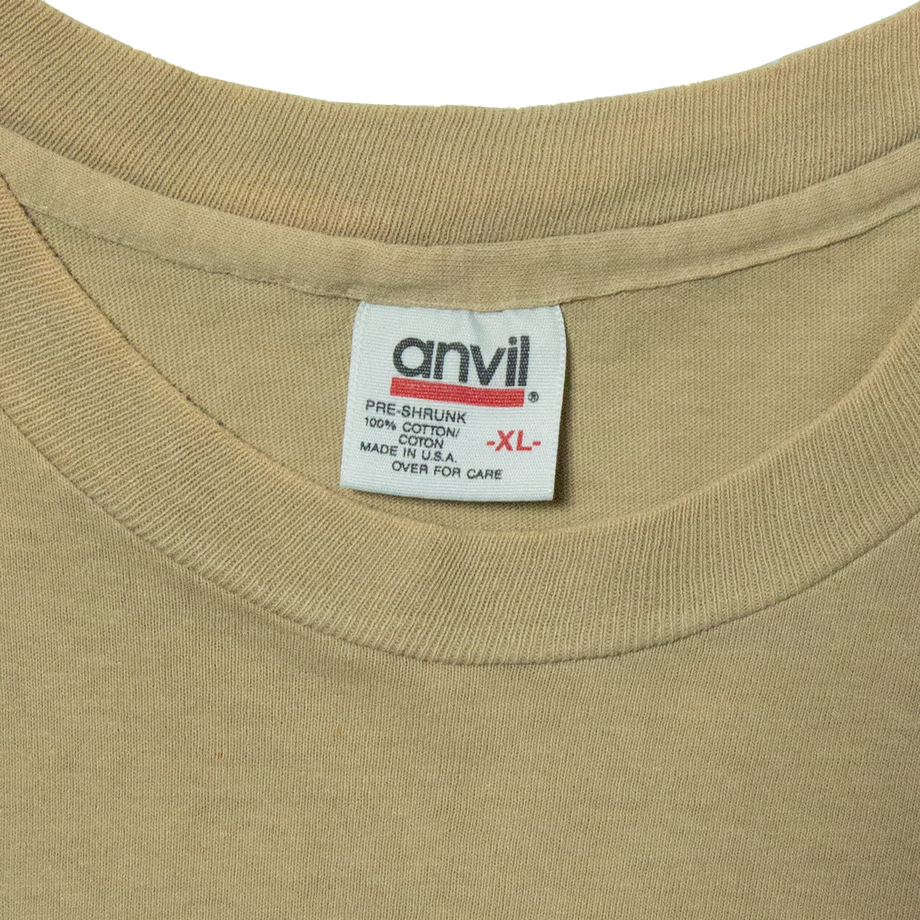 anvil®
PRE-SHRUNK
100% COTTON/
COTON
-XL-
MADE IN U.S.A.
OVER FOR CARE